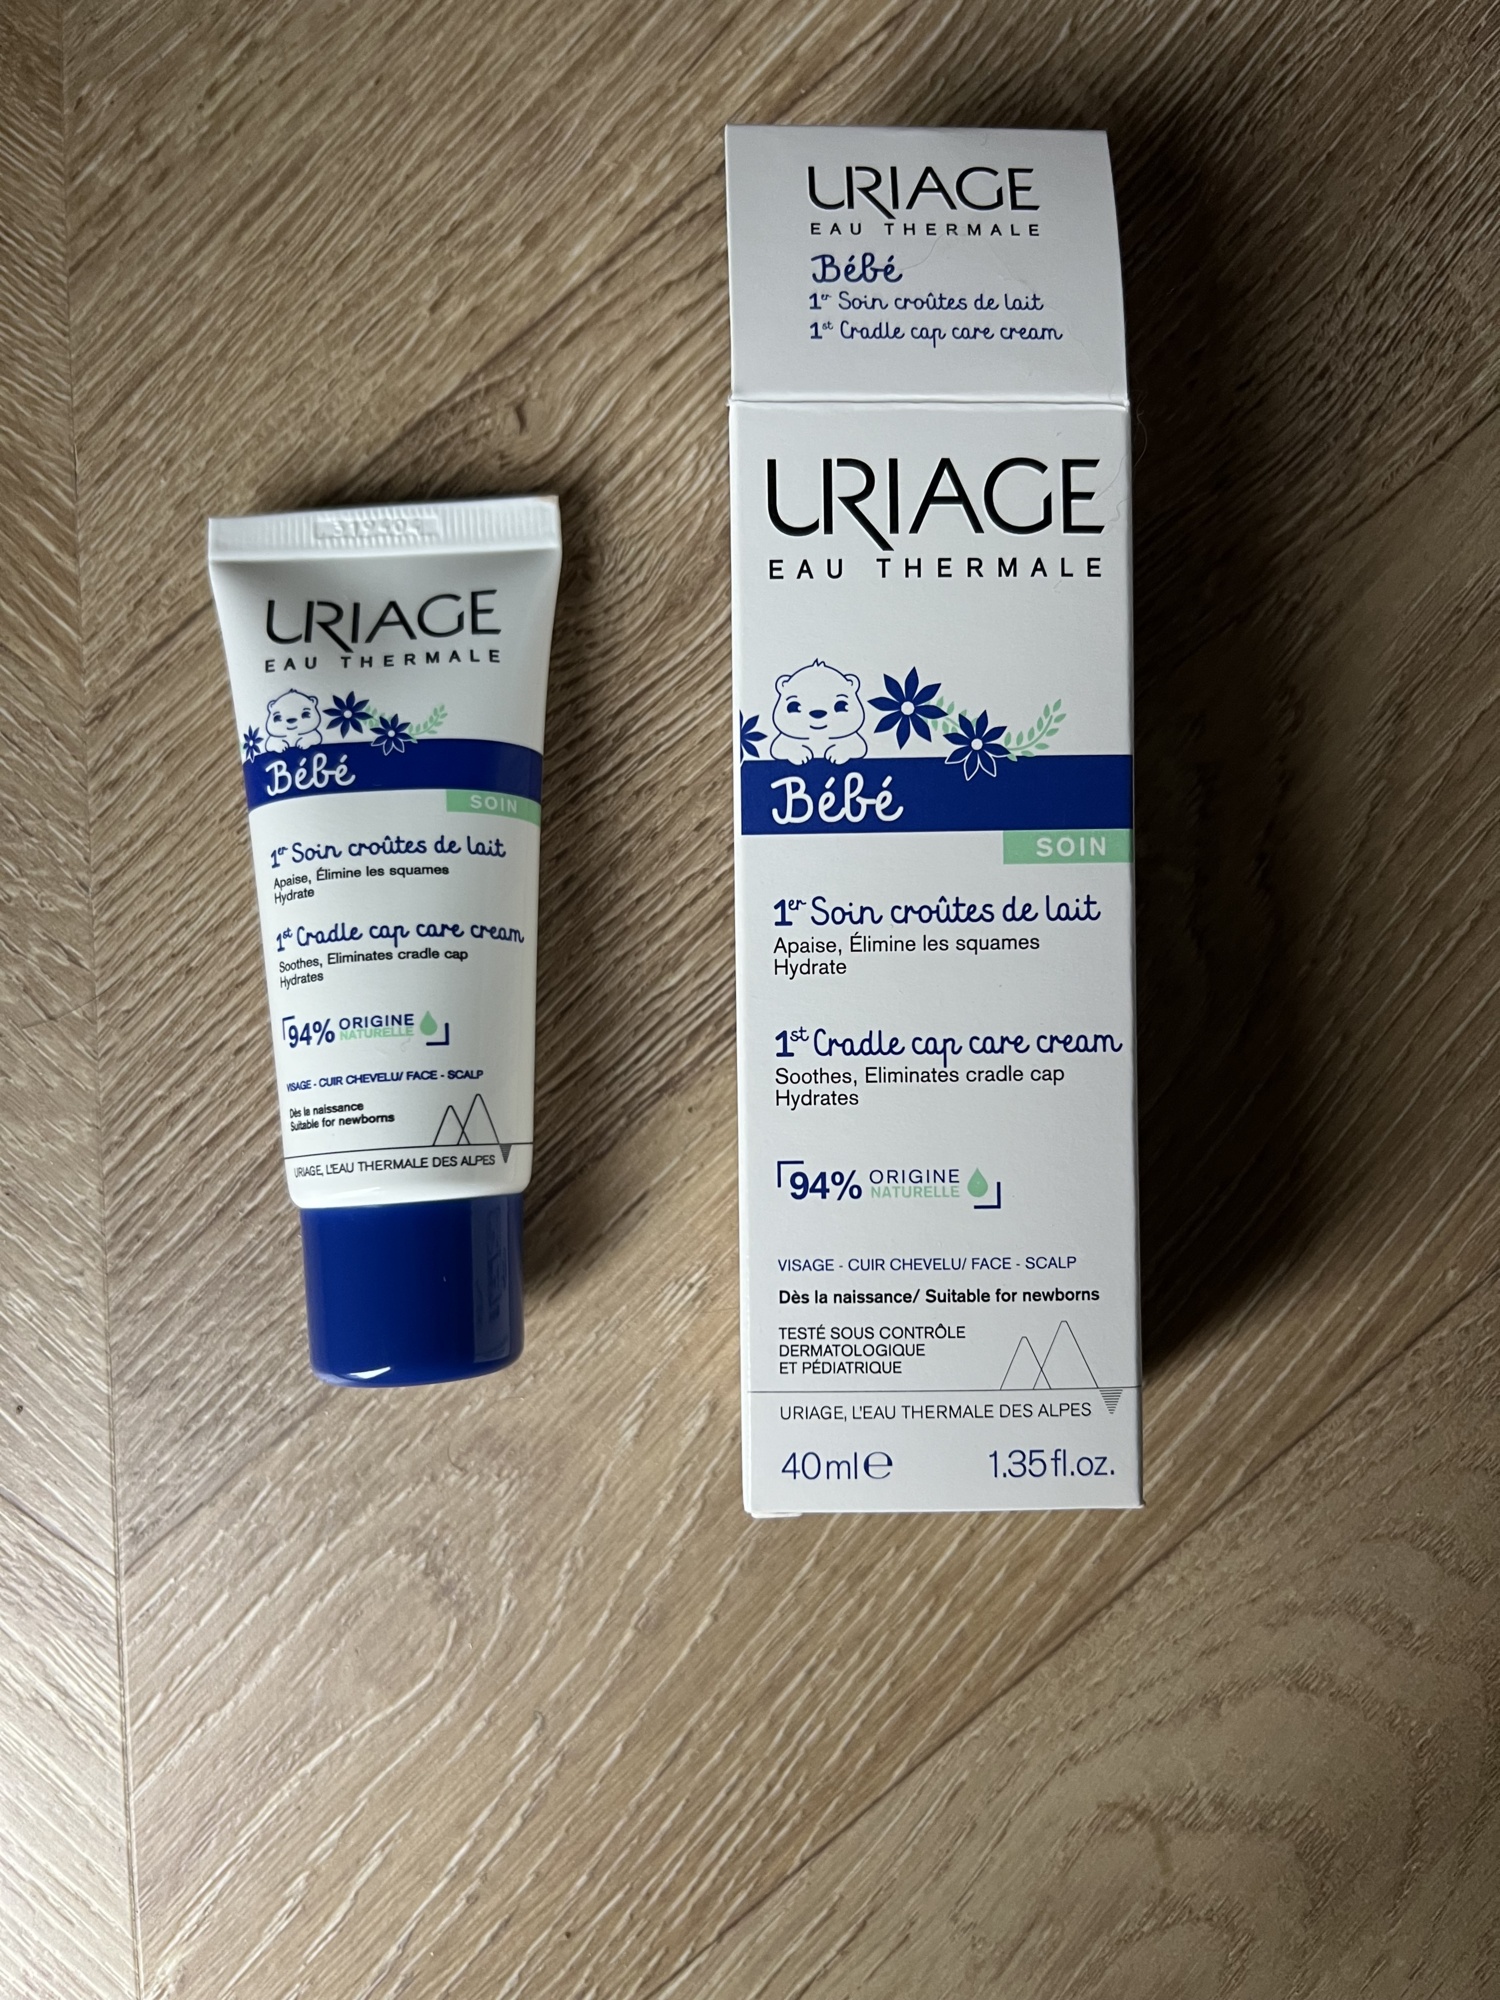 URIAGE
EAU THERMALE
Bébé
1er Soin croûtes de lait
1st Cradle cap care cream
URIAGE
EAU THERMALE
Bébé
SOIN
1er Soin croûtes de lait
Apaise, Élimine les squames
Hydrate
1st Cradle cap care cream
Soothes, Eliminates cradle cap
Hydrates
94% ORIGINE
NATURELLE
VISAGE - CUIR CHEVELU/ FACE - SCALP
Dès la naissance/ Suitable for newborns
TESTÉ SOUS CONTRÔLE
DERMATOLOGIQUE
ET PÉDIATRIQUE
URIAGE, L'EAU THERMALE DES ALPES
40ml℮ 1.35fl.oz.
URIAGE
EAU THERMALE
Bébé
SOIN
1er Soin croûtes de lait
Apaise, Élimine les squames
Hydrate
1st Cradle cap care cream
Soothes, Eliminates cradle cap
Hydrates
94% ORIGINE
NATURELLE
VISAGE - CUIR CHEVELU/ FACE - SCALP
Dès la naissance
Suitable for newborns
URIAGE, L'EAU THERMALE DES ALPES